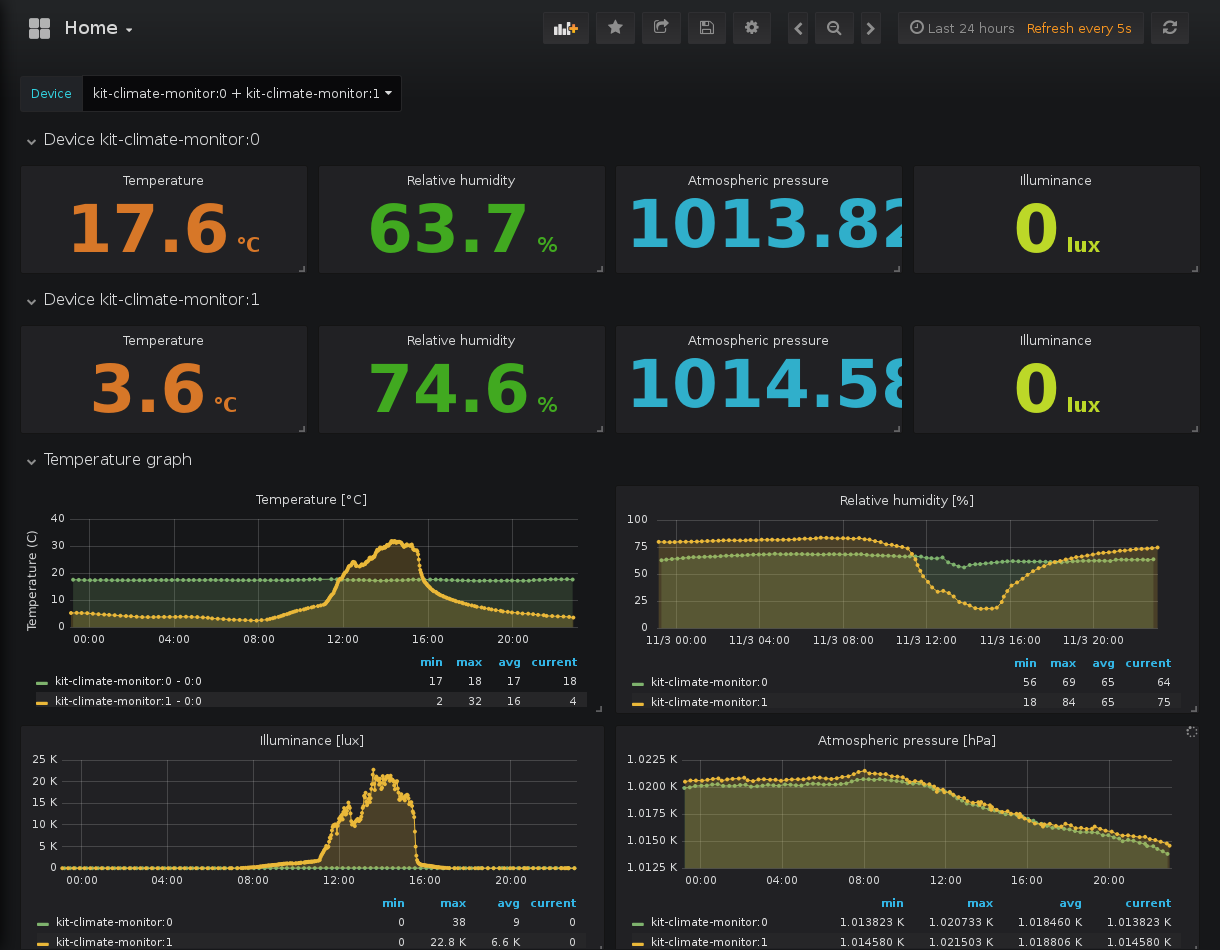 Home
Last 24 hours Refresh every 5s
Device kit-climate-monitor:0 + kit-climate-monitor:1
Device kit-climate-monitor:0
Temperature Relative humidity Atmospheric pressure Illuminance
17.6 °C 63.7 % 1013.82 0 lux
Device kit-climate-monitor:1
Temperature Relative humidity Atmospheric pressure Illuminance
3.6 °C 74.6 % 1014.58 0 lux
Temperature graph
Temperature [°C]
Temperature (C)
40
30
20
10
0
00:00 04:00 08:00 12:00 16:00 20:00
min max avg current
kit-climate-monitor:0 - 0:0 17 18 17 18
kit-climate-monitor:1 - 0:0 2 32 16 4
Relative humidity [%]
100
75
50
25
0
11/3 00:00 11/3 04:00 11/3 08:00 11/3 12:00 11/3 16:00 11/3 20:00
min max avg current
kit-climate-monitor:0 56 69 65 64
kit-climate-monitor:1 18 84 65 75
Illuminance [lux]
25 K
20 K
15 K
10 K
5 K
0
00:00 04:00 08:00 12:00 16:00 20:00
min max avg current
kit-climate-monitor:0 0 38 9 0
kit-climate-monitor:1 0 22.8 K 6.6 K 0
Atmospheric pressure [hPa]
1.0225 K
1.0200 K
1.0175 K
1.0150 K
1.0125 K
00:00 04:00 08:00 12:00 16:00 20:00
min max avg current
kit-climate-monitor:0 1.013823 K 1.020733 K 1.018460 K 1.013823 K
kit-climate-monitor:1 1.014580 K 1.021503 K 1.018806 K 1.014580 K